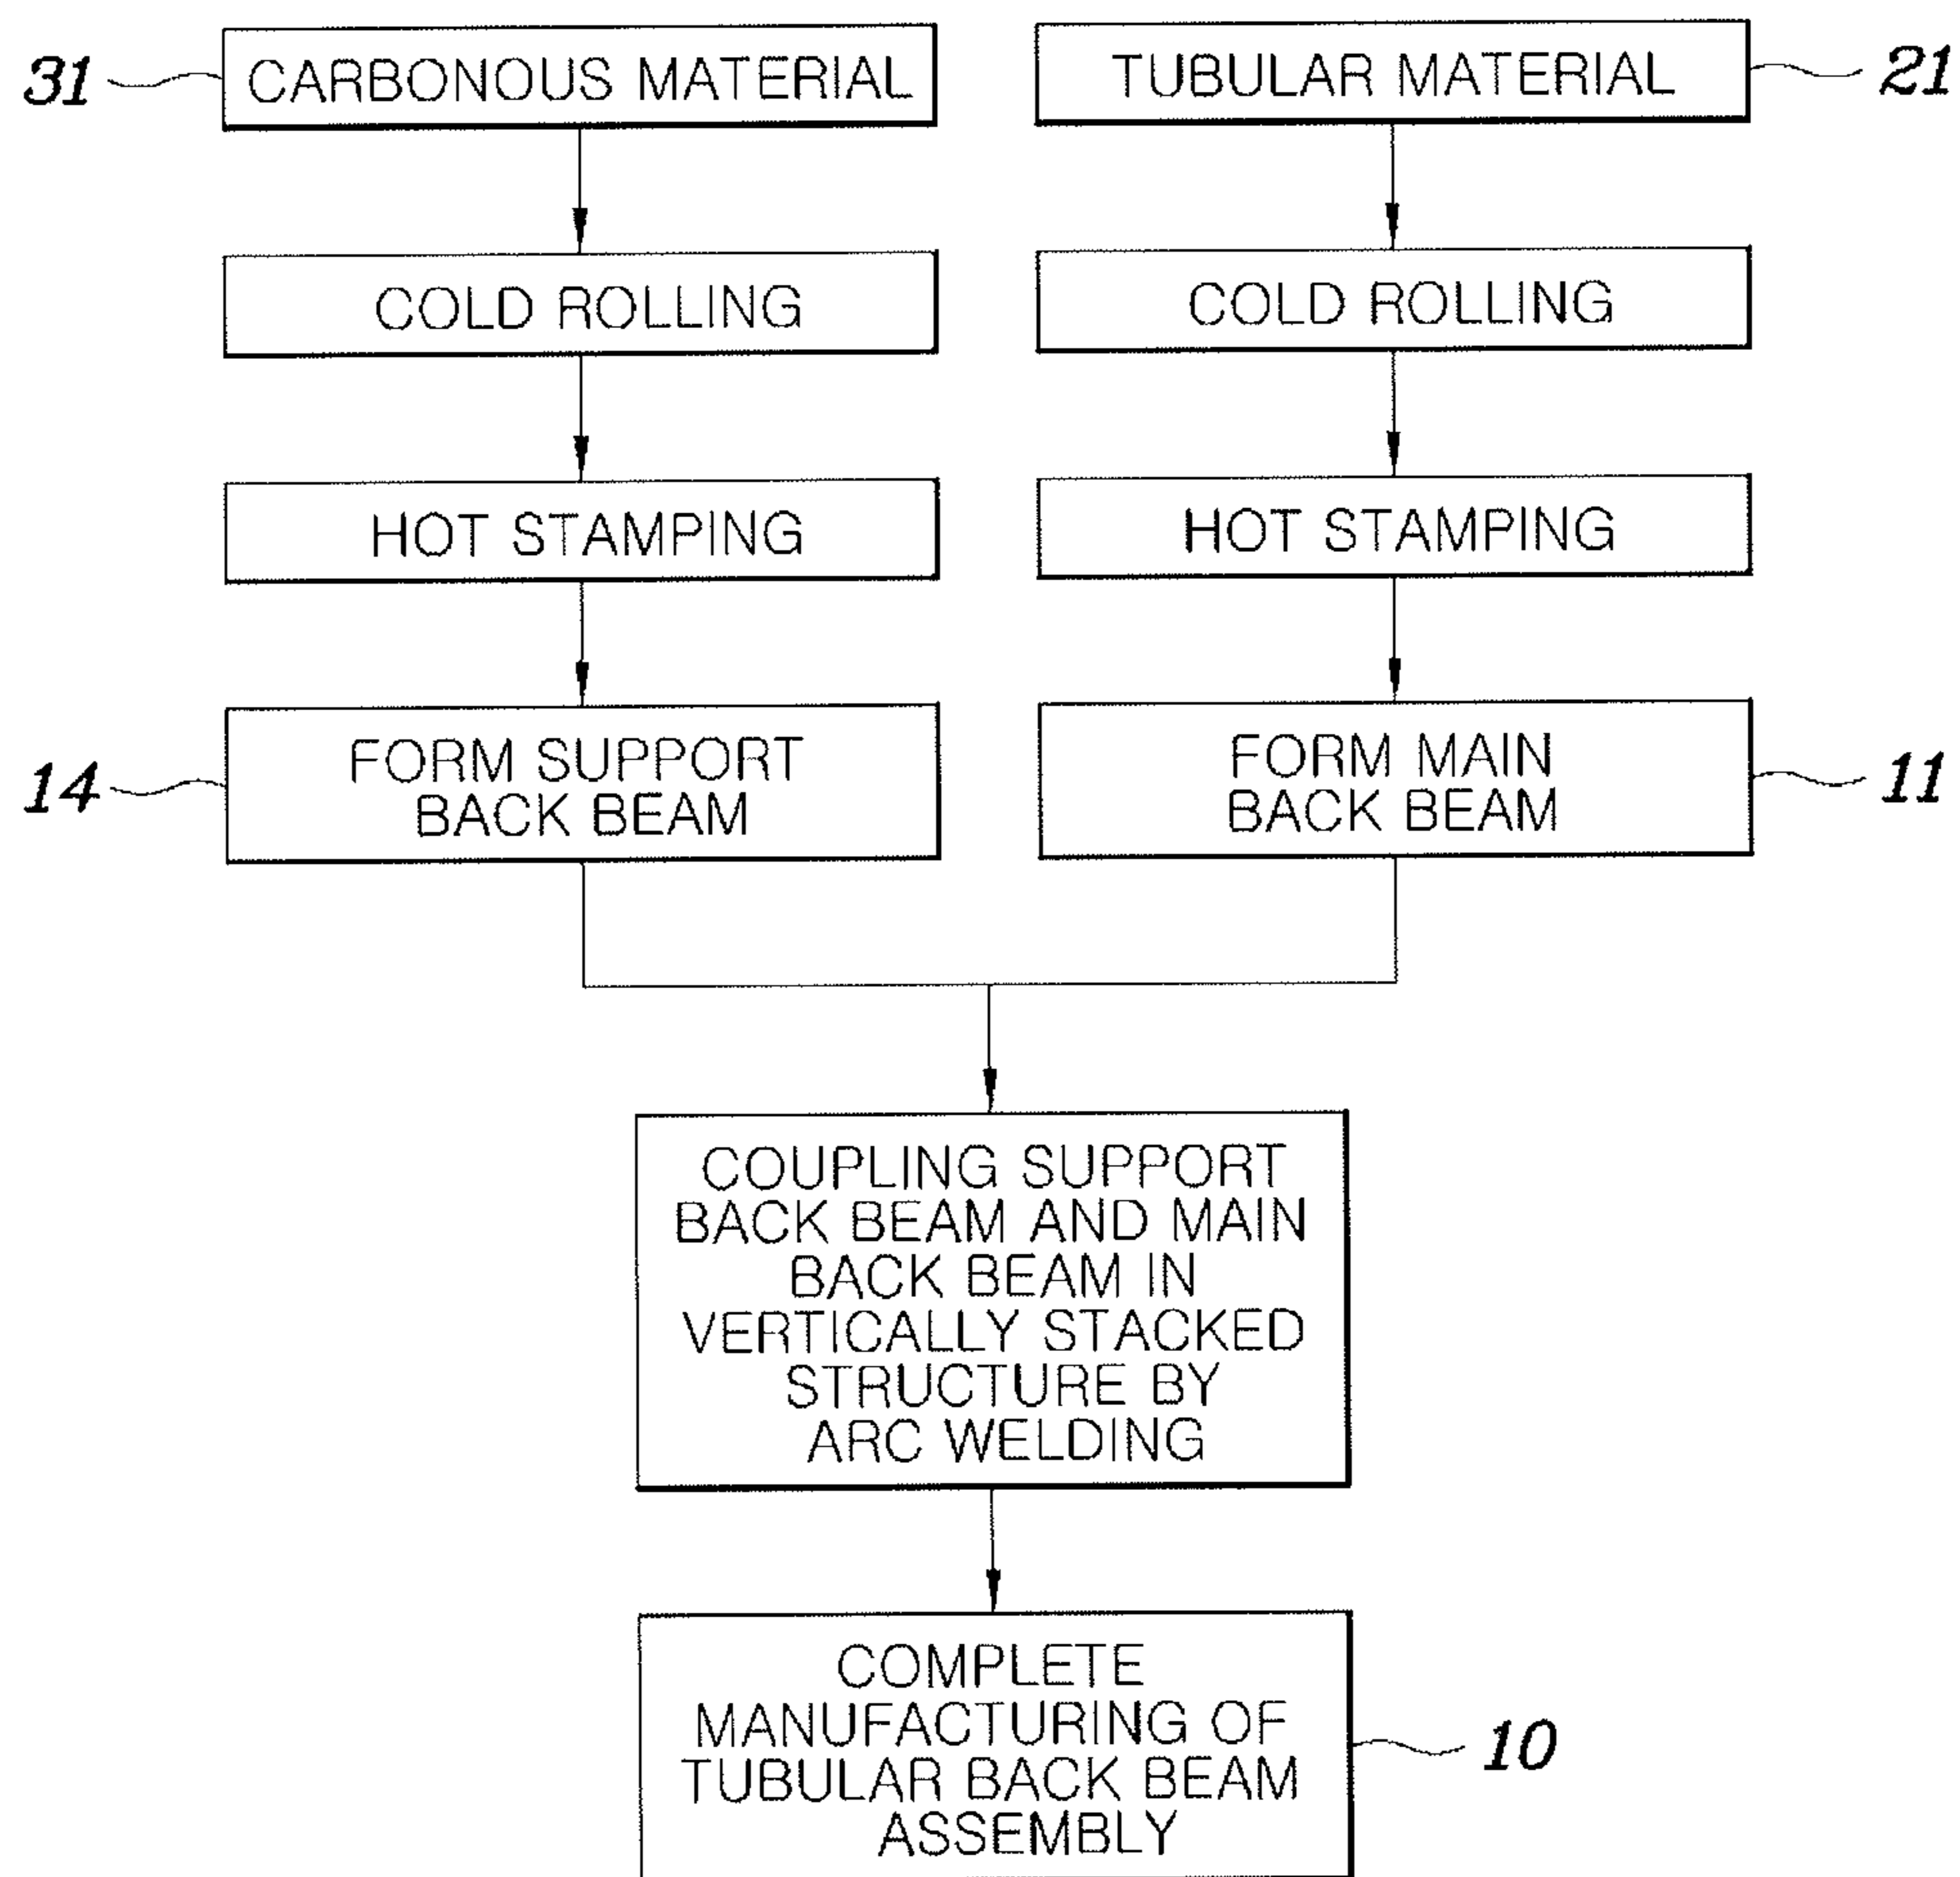 31
CARBONOUS MATERIAL
TUBULAR MATERIAL
21
COLD ROLLING
COLD ROLLING
HOT STAMPING
HOT STAMPING
14
FORM SUPPORT
BACK BEAM
FORM MAIN
BACK BEAM
11
COUPLING SUPPORT
BACK BEAM AND MAIN
BACK BEAM IN
VERTICALLY STACKED
STRUCTURE BY
ARC WELDING
COMPLETE
MANUFACTURING OF
TUBULAR BACK BEAM
ASSEMBLY
10